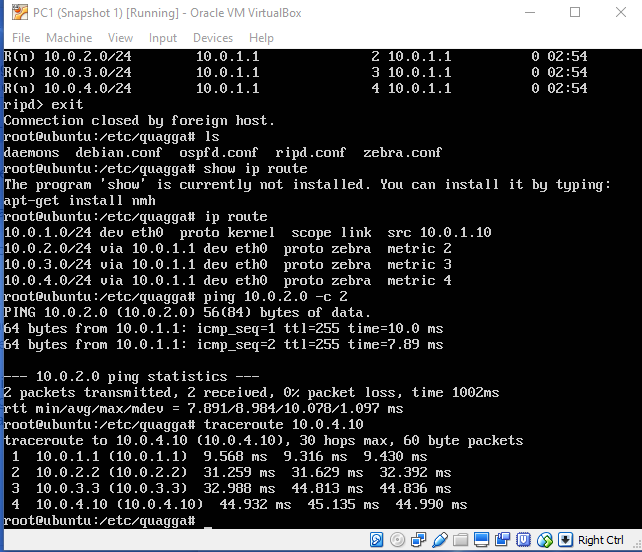 PC1 (Snapshot 1) [Running] - Oracle VM VirtualBox
File Machine View Input Devices Help
R(n) 10.0.2.0/24 10.0.1.1 2 10.0.1.1 0 02:54
R(n) 10.0.3.0/24 10.0.1.1 3 10.0.1.1 0 02:54
R(n) 10.0.4.0/24 10.0.1.1 4 10.0.1.1 0 02:54
ripd> exit
Connection closed by foreign host.
root@ubuntu:/etc/quagga# ls
daemons debian.conf ospfd.conf ripd.conf zebra.conf
root@ubuntu:/etc/quagga# show ip route
The program 'show' is currently not installed. You can install it by typing:
apt-get install nmh
root@ubuntu:/etc/quagga# ip route
10.0.1.0/24 dev eth0 proto kernel scope link src 10.0.1.10
10.0.2.0/24 via 10.0.1.1 dev eth0 proto zebra metric 2
10.0.3.0/24 via 10.0.1.1 dev eth0 proto zebra metric 3
10.0.4.0/24 via 10.0.1.1 dev eth0 proto zebra metric 4
root@ubuntu:/etc/quagga# ping 10.0.2.0 -c 2
PING 10.0.2.0 (10.0.2.0) 56(84) bytes of data.
64 bytes from 10.0.1.1: icmp_seq=1 ttl=255 time=10.0 ms
64 bytes from 10.0.1.1: icmp_seq=2 ttl=255 time=7.89 ms
--- 10.0.2.0 ping statistics ---
2 packets transmitted, 2 received, 0% packet loss, time 1002ms
rtt min/avg/max/mdev = 7.891/8.984/10.078/1.097 ms
root@ubuntu:/etc/quagga# traceroute 10.0.4.10
traceroute to 10.0.4.10 (10.0.4.10), 30 hops max, 60 byte packets
1 10.0.1.1 (10.0.1.1) 9.568 ms 9.316 ms 9.430 ms
2 10.0.2.2 (10.0.2.2) 31.259 ms 31.629 ms 32.392 ms
3 10.0.3.3 (10.0.3.3) 32.988 ms 44.813 ms 44.836 ms
4 10.0.4.10 (10.0.4.10) 44.932 ms 45.135 ms 44.990 ms
root@ubuntu:/etc/quagga# _
Right Ctrl